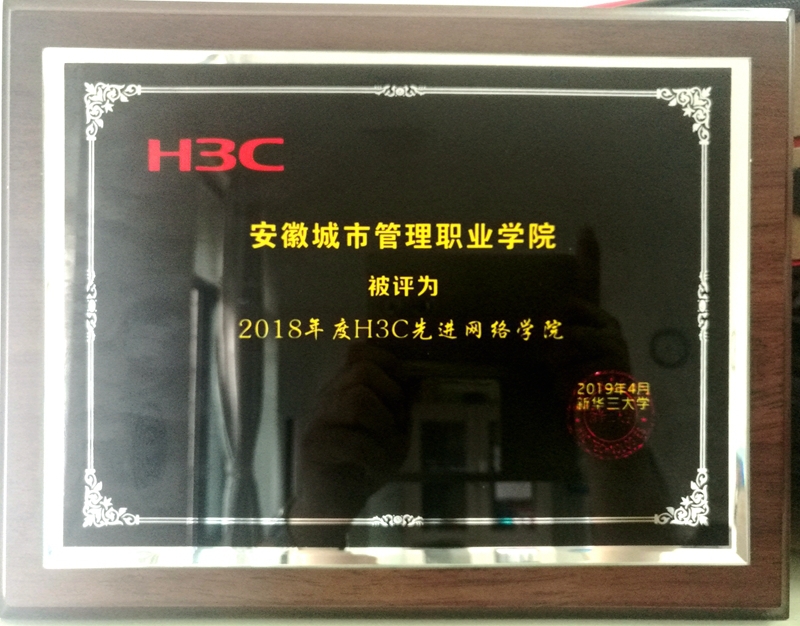 H3C
安徽城市管理职业学院
被评为
2018年度H3C先进网络学院
2019年4月
新华三大学